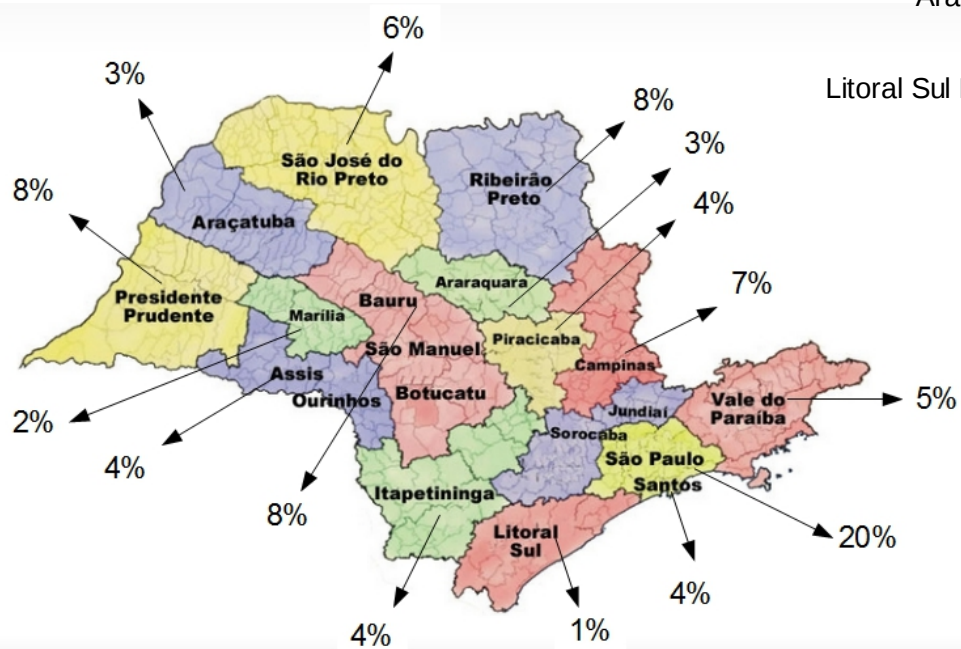 Ara
6%
3%
Litoral Sul
8%
3%
8%
4%
São José do
Rio Preto
Ribeirão
Preto
Araçatuba
7%
Araraquara
Presidente
Prudente
Bauru
Marília
Piracicaba
São Manuel
Campinas
Assis
Botucatu
Ourinhos
Vale do
Paraíba
5%
Jundiaí
2%
Sorocaba
4%
São Paulo
Santos
Itapetininga
8%
Litoral
Sul
20%
4%
4%
1%